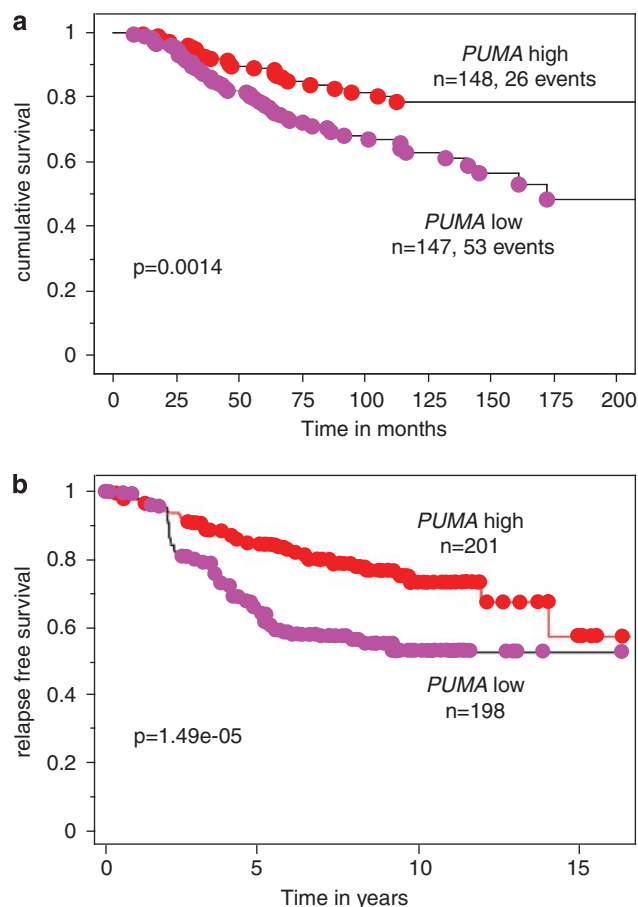 a
1
0.8
0.6
0.4
0.2
0
cumulative survival
PUMA high
n=148, 26 events
PUMA low
n=147, 53 events
p=0.0014
0 25 50 75 100 125 150 175 200
Time in months
b
1
0.8
0.6
0.4
0.2
0
relapse free survival
PUMA high
n=201
PUMA low
n=198
p=1.49e-05
0 5 10 15
Time in years